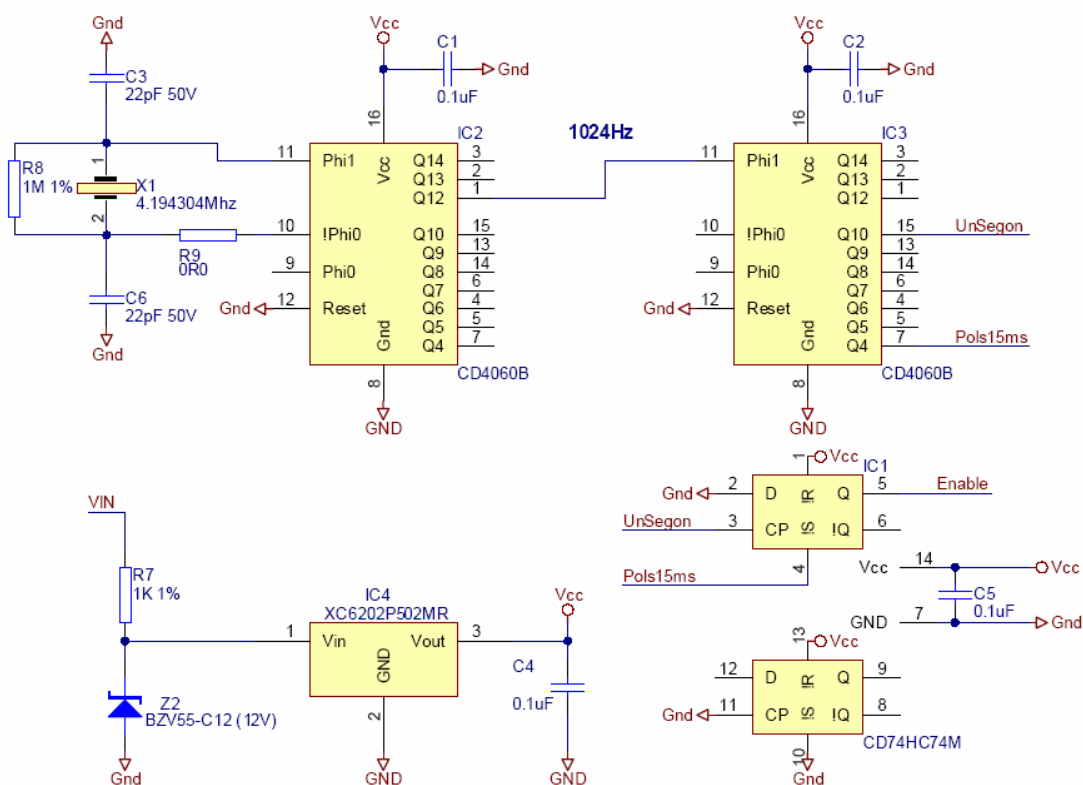 Gnd
C3
22pF 50V
R8
1M 1%
1
X1
4.194304Mhz
2
R9
0R0
C6
22pF 50V
Gnd
Vcc
C1
Gnd
0.1uF
16
IC2
11
Phi1
Vcc
Q14
3
Q13
2
Q12
1
10
!Phi0
Q10
15
Q9
13
9
Phi0
Q8
14
Q7
6
Gnd
12
Reset
Q6
4
Gnd
Q5
5
Q4
7
8
CD4060B
GND
1024Hz
Vcc
C2
Gnd
0.1uF
16
IC3
11
Phi1
Vcc
Q14
3
Q13
2
Q12
1
10
!Phi0
Q10
15
UnSegon
Q9
13
9
Phi0
Q8
14
Q7
6
Gnd
12
Reset
Q6
4
Gnd
Q5
5
Q4
7
Pols15ms
8
CD4060B
GND
VIN
R7
1K 1%
Z2
BZV55-C12 (12V)
Gnd
IC4
XC6202P502MR
1
Vin
Vout
3
GND
2
GND
Vcc
C4
0.1uF
GND
1
Vcc
IC1
Gnd
2
D
!R
Q
5
Enable
UnSegon
3
CP
!S
!Q
6
Pols15ms
4
Vcc
14
Vcc
C5
0.1uF
GND
7
Gnd
13
Vcc
12
D
!R
Q
9
Gnd
11
CP
!S
!Q
8
10
CD74HC74M
Gnd